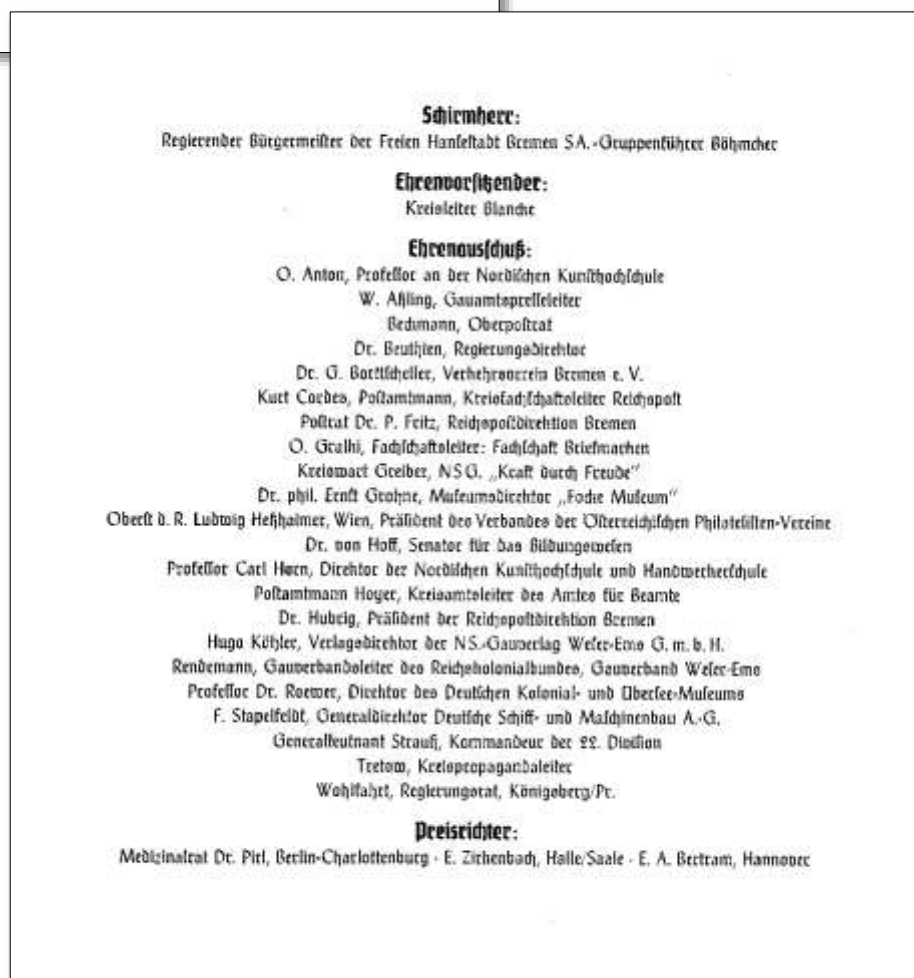 Schirmherr:
Regierender Bürgermeister der Freien Hansestadt Bremen SA.-Gruppenführer Böhmcker
Ehrenvorsitzender:
Kreisleiter Blanche
Ehrenausschuß:
O. Anton, Professor an der Nordischen Kunsthochschule
W. Aßling, Gauamtspresseleiter
Beckmann, Oberpostrat
Dr. Beuthien, Regierungsdirektor
Dr. G. Borttscheller, Verkehrsverein Bremen e. V.
Kurt Cordes, Postamtmann, Kreisfachschaftsleiter Reichspost
Postrat Dr. P. Fritz, Reichspostdirektion Bremen
O. Gralhi, Fachschaftsleiter: Fachschaft Briefmarken
Kreiswart Greiber, NSG. „Kraft durch Freude“
Dr. phil. Ernst Grohne, Museumsdirektor „Focke Museum“
Oberst d. R. Ludwig Heßhaimer, Wien, Präsident des Verbandes der Österreichischen Philatelisten-Vereine
Dr. von Hoff, Senator für das Bildungswesen
Professor Carl Horn, Direktor der Nordischen Kunsthochschule und Handwerkerschule
Postamtmann Hoyer, Kreisamtsleiter des Amtes für Beamte
Dr. Hubrig, Präsident der Reichspostdirektion Bremen
Hugo Köhler, Verlagsdirektor der NS.-Gauverlag Weser-Ems G. m. b. H.
Rendemann, Gauverbandsleiter des Reichskolonialbundes, Gauverband Weser-Ems
Professor Dr. Roewer, Direktor des Deutschen Kolonial- und Übersee-Museums
F. Stapelfeldt, Generaldirektor Deutsche Schiff- und Maschinenbau A.-G.
Generalleutnant Strauß, Kommandeur der 22. Division
Tretow, Kreispropagandaleiter
Wohlfahrt, Regierungsrat, Königsberg/Pr.
Preisrichter:
Medizinalrat Dr. Pirl, Berlin-Charlottenburg · E. Zirkenbach, Halle/Saale · E. A. Bertram, Hannover